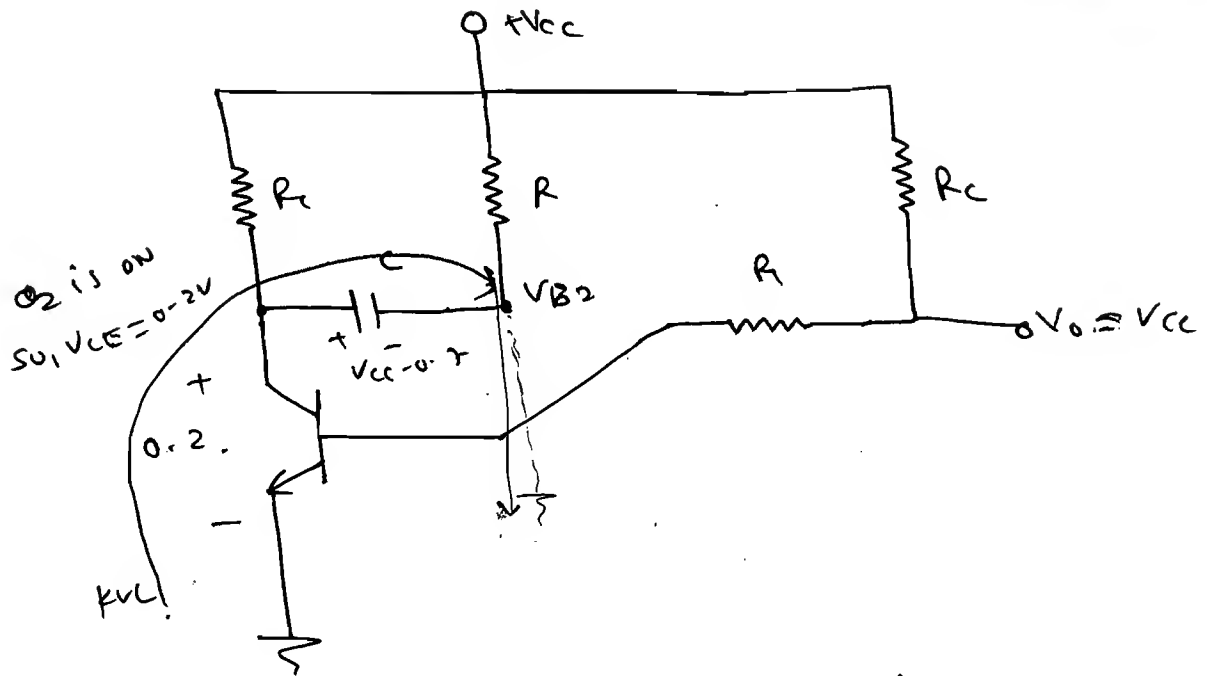 +Vcc
Rc
R
Rc
C
R1
VB2
Vo = Vcc
Q2 is on
so, VCE = 0.2V
+ -
Vcc-0.7
+
0.2.
-
KVL